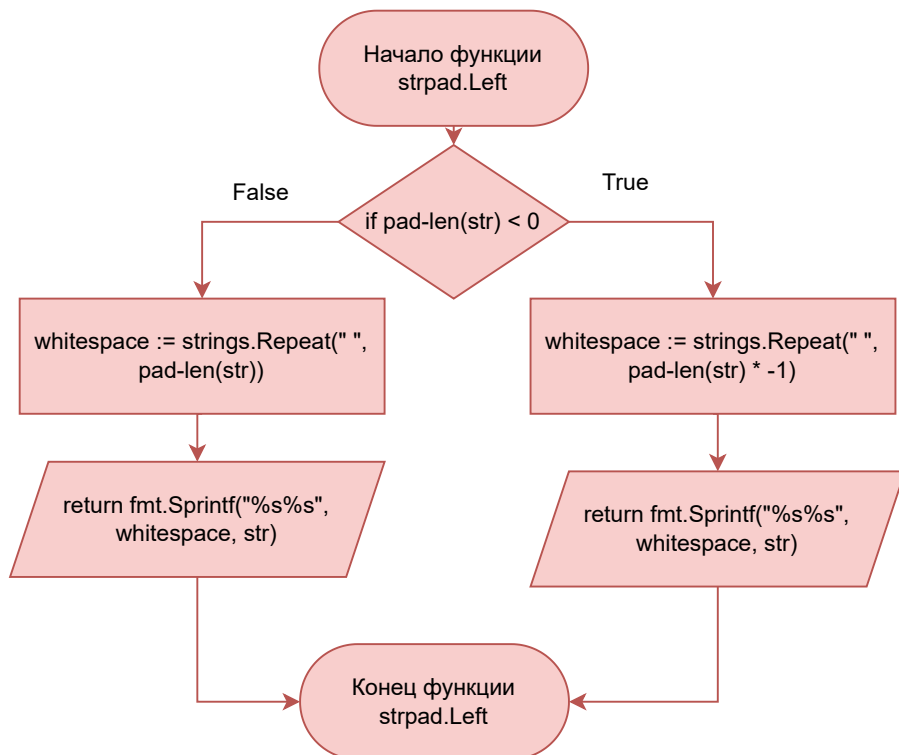 Начало функции
strpad.Left
False
True
if pad-len(str) < 0
whitespace := strings.Repeat(" ",
pad-len(str))
whitespace := strings.Repeat(" ",
pad-len(str) * -1)
return fmt.Sprintf("%s%s",
whitespace, str)
return fmt.Sprintf("%s%s",
whitespace, str)
Конец функции
strpad.Left